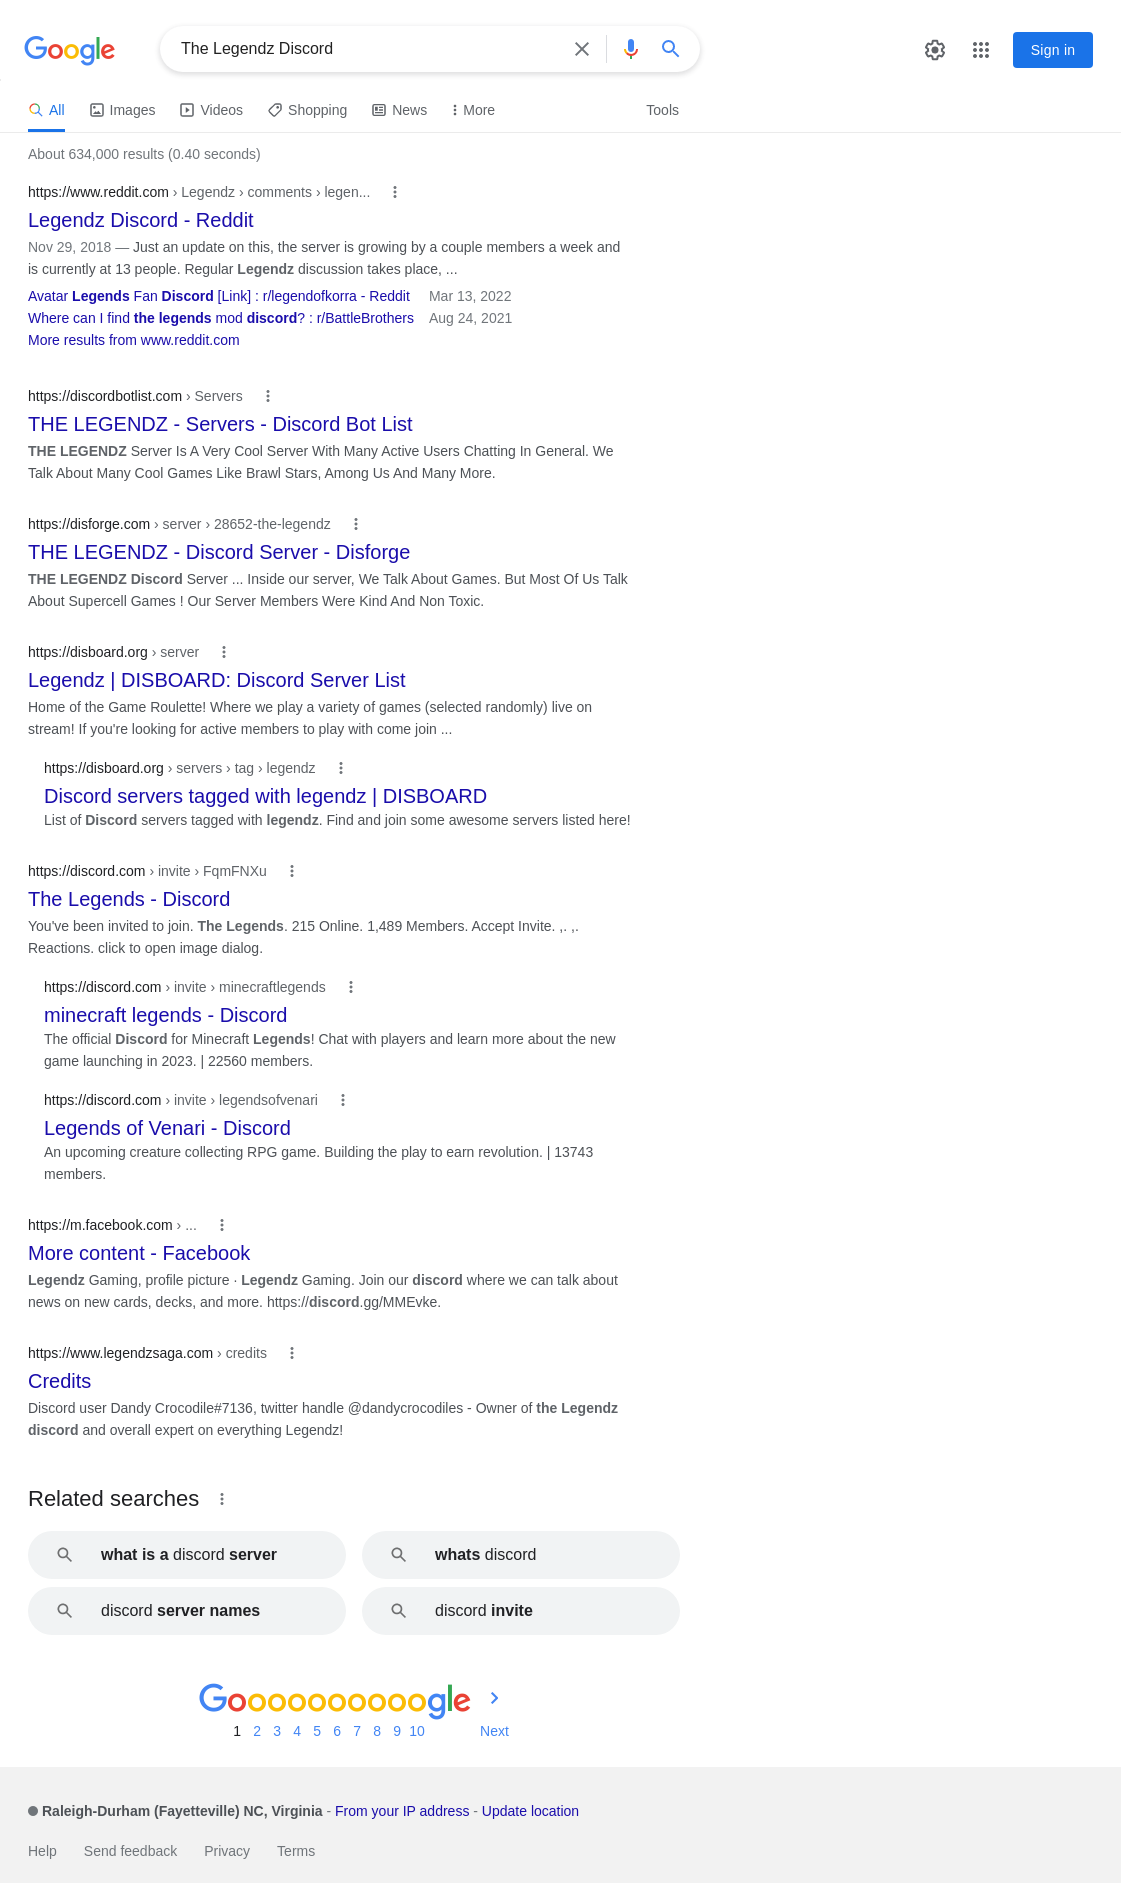 Google
The Legendz Discord
Sign in
All
Images
Videos
Shopping
News
More
Tools
About 634,000 results (0.40 seconds)
https://www.reddit.com › Legendz › comments › legen...
Legendz Discord - Reddit
Nov 29, 2018 — Just an update on this, the server is growing by a couple members a week and
is currently at 13 people. Regular Legendz discussion takes place, ...
Avatar Legends Fan Discord [Link] : r/legendofkorra - Reddit Mar 13, 2022
Where can I find the legends mod discord? : r/BattleBrothers Aug 24, 2021
More results from www.reddit.com
https://discordbotlist.com › Servers
THE LEGENDZ - Servers - Discord Bot List
THE LEGENDZ Server Is A Very Cool Server With Many Active Users Chatting In General. We
Talk About Many Cool Games Like Brawl Stars, Among Us And Many More.
https://disforge.com › server › 28652-the-legendz
THE LEGENDZ - Discord Server - Disforge
THE LEGENDZ Discord Server ... Inside our server, We Talk About Games. But Most Of Us Talk
About Supercell Games ! Our Server Members Were Kind And Non Toxic.
https://disboard.org › server
Legendz | DISBOARD: Discord Server List
Home of the Game Roulette! Where we play a variety of games (selected randomly) live on
stream! If you're looking for active members to play with come join ...
https://disboard.org › servers › tag › legendz
Discord servers tagged with legendz | DISBOARD
List of Discord servers tagged with legendz. Find and join some awesome servers listed here!
https://discord.com › invite › FqmFNXu
The Legends - Discord
You've been invited to join. The Legends. 215 Online. 1,489 Members. Accept Invite. ,. ,.
Reactions. click to open image dialog.
https://discord.com › invite › minecraftlegends
minecraft legends - Discord
The official Discord for Minecraft Legends! Chat with players and learn more about the new
game launching in 2023. | 22560 members.
https://discord.com › invite › legendsofvenari
Legends of Venari - Discord
An upcoming creature collecting RPG game. Building the play to earn revolution. | 13743
members.
https://m.facebook.com › ...
More content - Facebook
Legendz Gaming, profile picture · Legendz Gaming. Join our discord where we can talk about
news on new cards, decks, and more. https://discord.gg/MMEvke.
https://www.legendzsaga.com › credits
Credits
Discord user Dandy Crocodile#7136, twitter handle @dandycrocodiles - Owner of the Legendz
discord and overall expert on everything Legendz!
Related searches
what is a discord server
whats discord
discord server names
discord invite
Goooooooooogle
1 2 3 4 5 6 7 8 9 10 Next
Raleigh-Durham (Fayetteville) NC, Virginia - From your IP address - Update location
Help Send feedback Privacy Terms